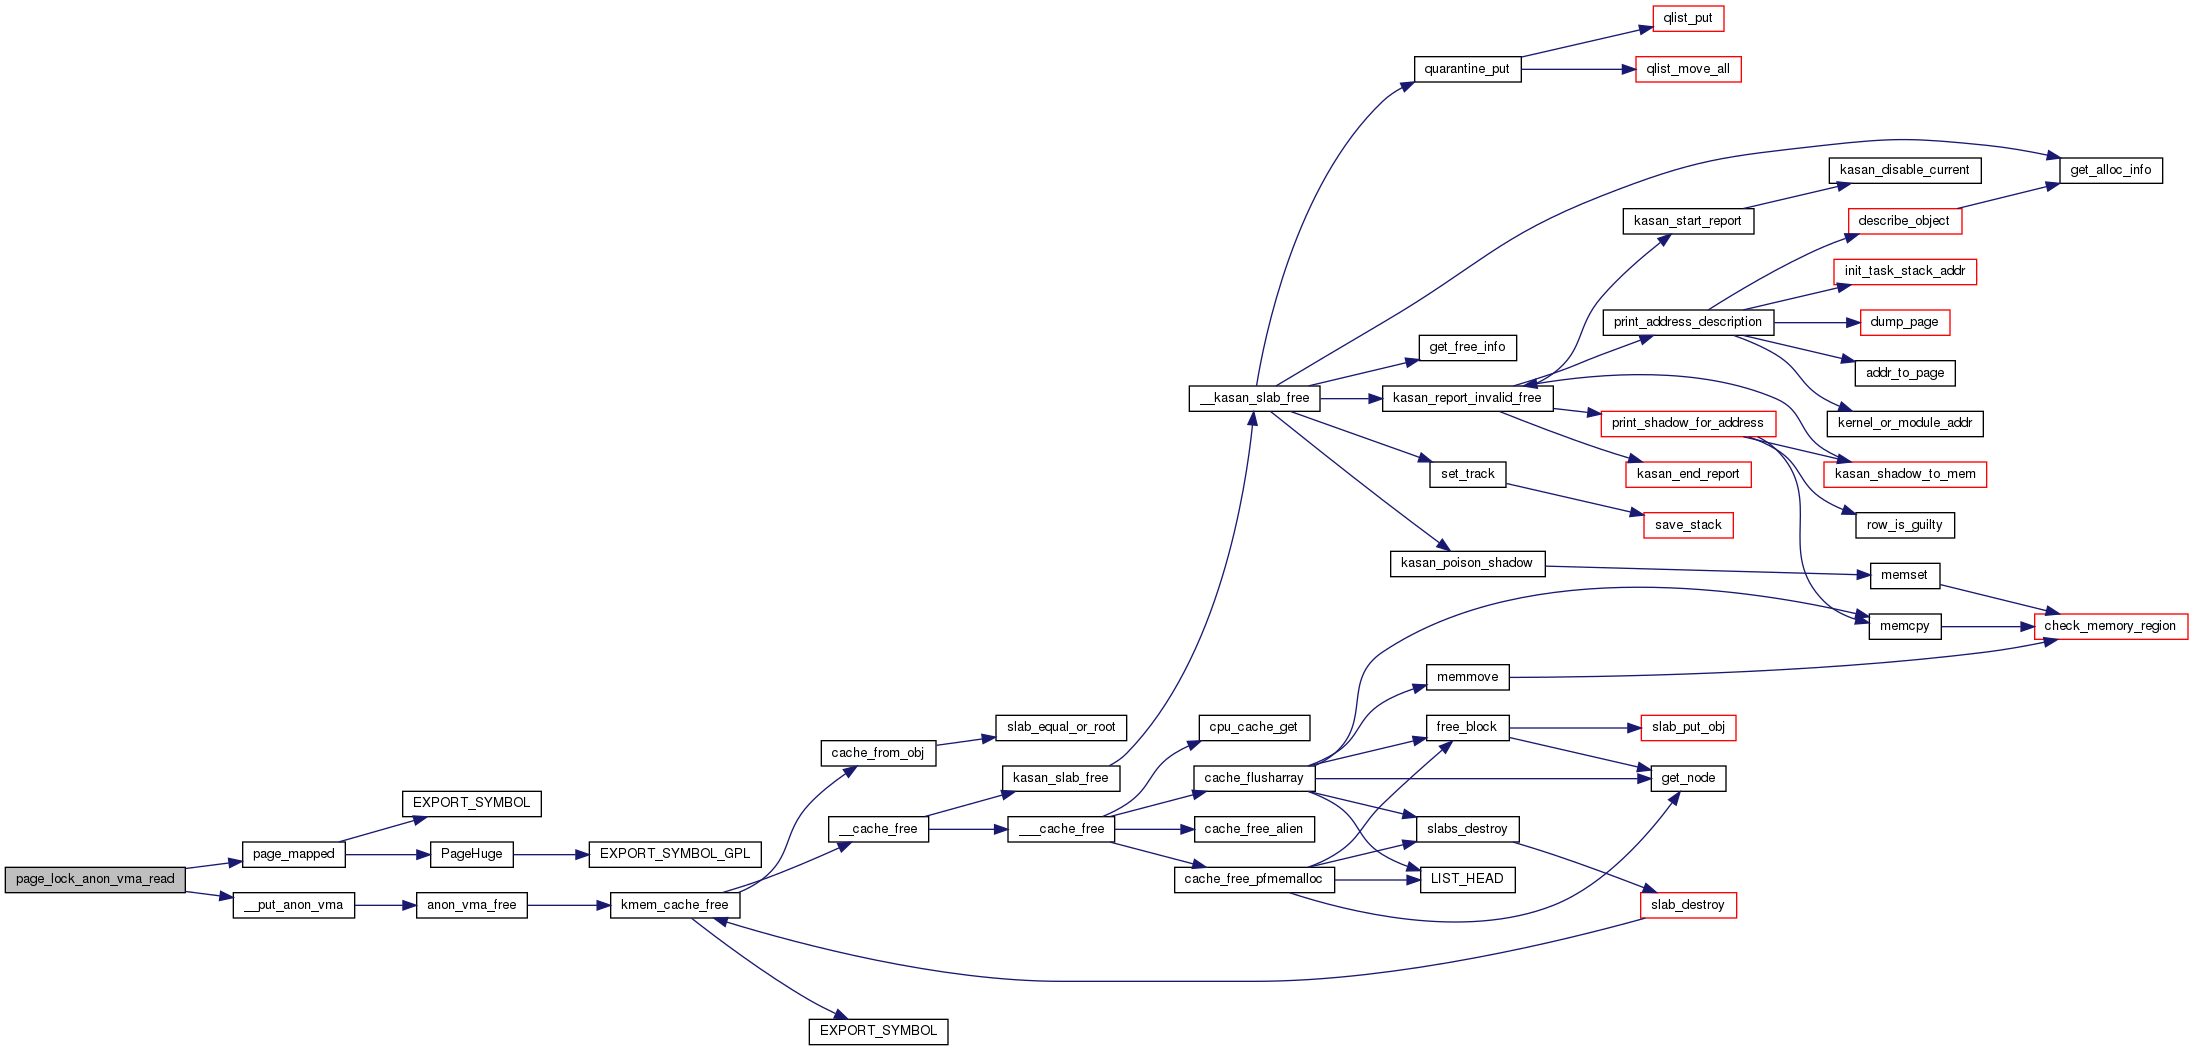 qlist_put
quarantine_put
qlist_move_all
kasan_disable_current
get_alloc_info
kasan_start_report
describe_object
init_task_stack_addr
print_address_description
dump_page
get_free_info
addr_to_page
__kasan_slab_free
kasan_report_invalid_free
print_shadow_for_address
kernel_or_module_addr
set_track
kasan_end_report
kasan_shadow_to_mem
save_stack
row_is_guilty
kasan_poison_shadow
memset
memcpy
check_memory_region
memmove
slab_equal_or_root
cpu_cache_get
free_block
slab_put_obj
cache_from_obj
kasan_slab_free
cache_flusharray
get_node
EXPORT_SYMBOL
__cache_free
___cache_free
cache_free_alien
slabs_destroy
page_mapped
PageHuge
EXPORT_SYMBOL_GPL
page_lock_anon_vma_read
cache_free_pfmemalloc
LIST_HEAD
__put_anon_vma
anon_vma_free
kmem_cache_free
slab_destroy
EXPORT_SYMBOL